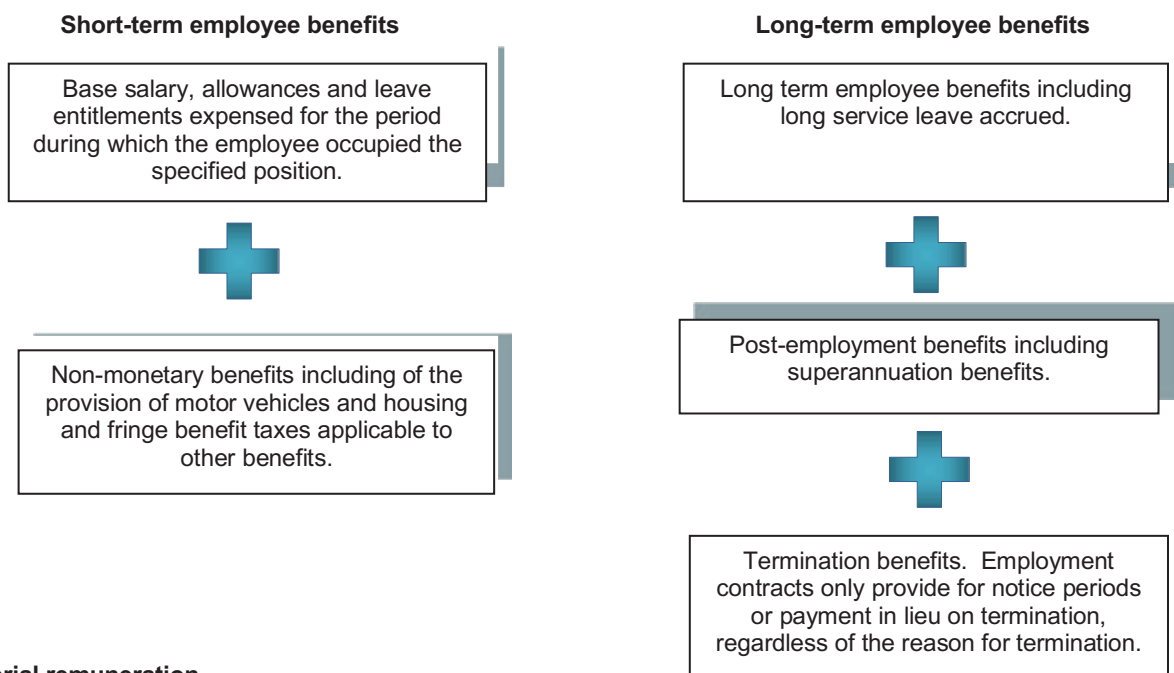 Short-term employee benefits
Base salary, allowances and leave
entitlements expensed for the period
during which the employee occupied the
specified position.
Non-monetary benefits including of the
provision of motor vehicles and housing
and fringe benefit taxes applicable to
other benefits.
Long-term employee benefits
Long term employee benefits including
long service leave accrued.
Post-employment benefits including
superannuation benefits.
Termination benefits. Employment
contracts only provide for notice periods
or payment in lieu on termination,
regardless of the reason for termination.
remuneration